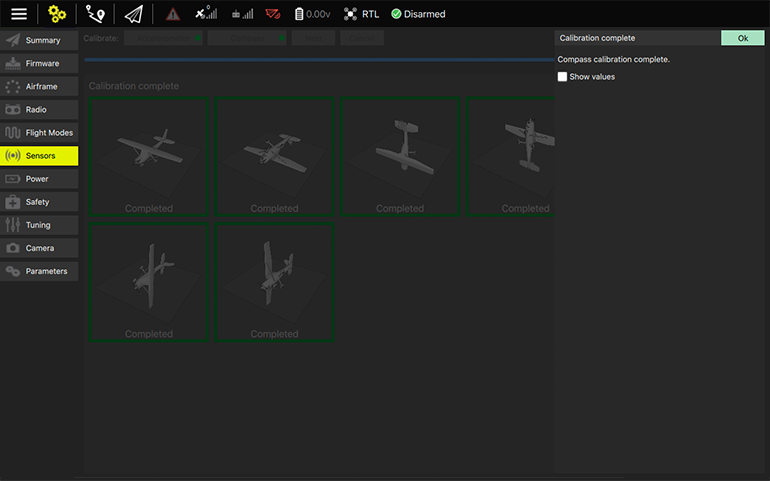 0
0.00v
RTL
Disarmed
Summary
Firmware
Airframe
Radio
Flight Modes
Sensors
Power
Safety
Tuning
Camera
Parameters
Calibrate:
Calibration complete
Completed
Completed
Completed
Completed
Completed
Completed
Calibration complete
Ok
Compass calibration complete.
Show values